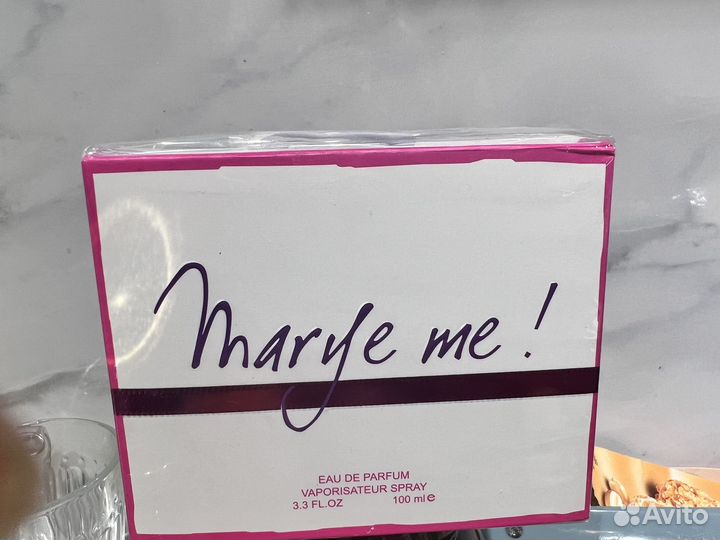 Marye me !
EAU DE PARFUM
VAPORISATEUR SPRAY
3.3 FL.OZ 100 ml e
Avito